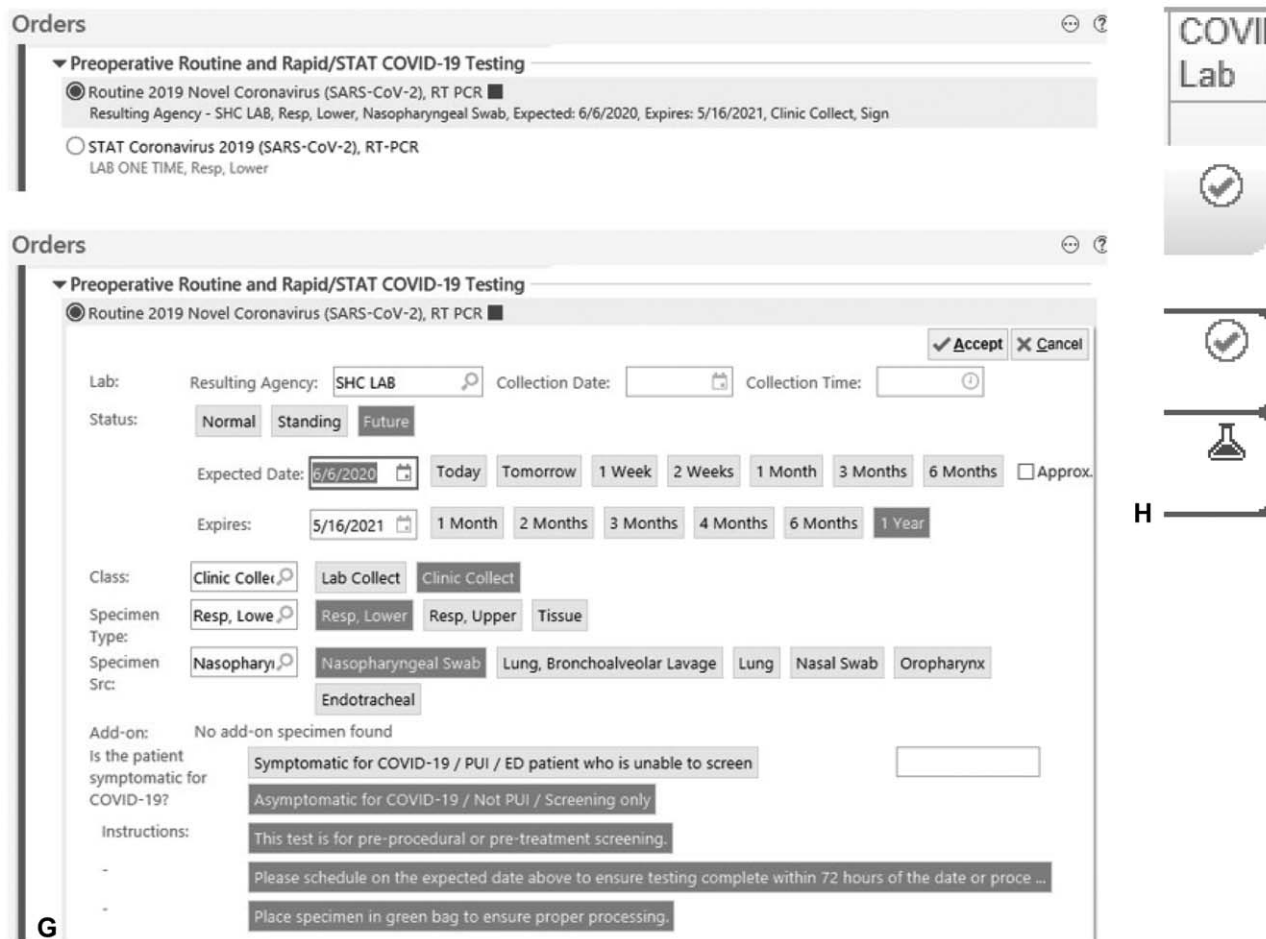 Orders
Preoperative Routine and Rapid/STAT COVID-19 Testing
Routine 2019 Novel Coronavirus (SARS-CoV-2), RT PCR
Resulting Agency - SHC LAB, Resp, Lower, Nasopharyngeal Swab, Expected: 6/6/2020, Expires: 5/16/2021, Clinic Collect, Sign
STAT Coronavirus 2019 (SARS-CoV-2), RT-PCR
LAB ONE TIME, Resp, Lower
Orders
Preoperative Routine and Rapid/STAT COVID-19 Testing
Routine 2019 Novel Coronavirus (SARS-CoV-2), RT PCR
Accept Cancel
Lab: Resulting Agency: SHC LAB Collection Date: Collection Time:
Status: Normal Standing Future
Expected Date: 6/6/2020 Today Tomorrow 1 Week 2 Weeks 1 Month 3 Months 6 Months Approx.
Expires: 5/16/2021 1 Month 2 Months 3 Months 4 Months 6 Months 1 Year
Class: Clinic Collec Lab Collect Clinic Collect
Specimen Type: Resp, Lowe Resp, Lower Resp, Upper Tissue
Specimen Src: Nasophary Nasopharyngeal Swab Lung, Bronchoalveolar Lavage Lung Nasal Swab Oropharynx
Endotracheal
Add-on: No add-on specimen found
Is the patient symptomatic for COVID-19? Symptomatic for COVID-19 / PUI / ED patient who is unable to screen
Asymptomatic for COVID-19 / Not PUI / Screening only
Instructions: This test is for pre-procedural or pre-treatment screening.
- Please schedule on the expected date above to ensure testing complete within 72 hours of the date or proce ...
- Place specimen in green bag to ensure proper processing.
G
COVI
Lab
H